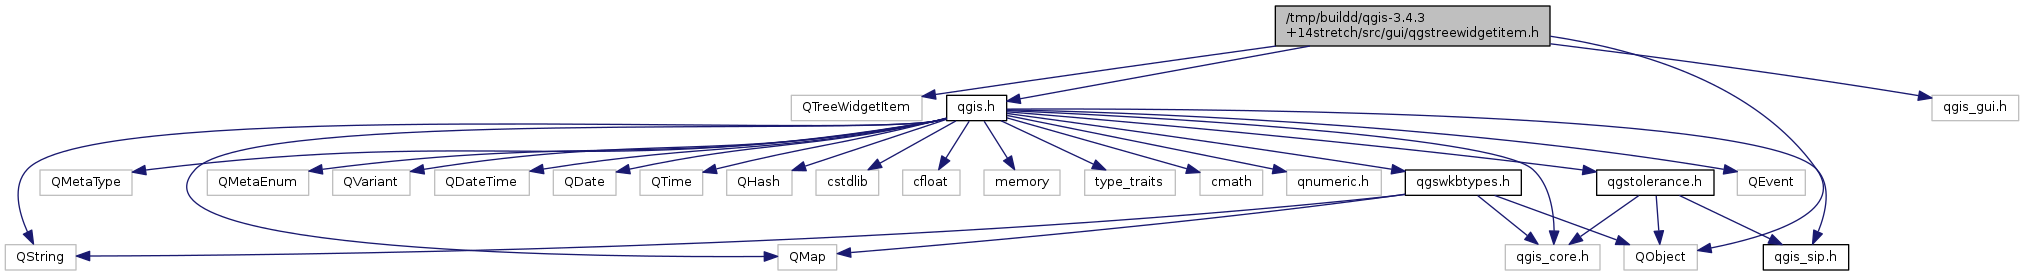 /tmp/buildd/qgis-3.4.3
+14stretch/src/gui/qgstreewidgetitem.h
QTreeWidgetItem
qgis.h
qgis_gui.h
QMetaType
QMetaEnum
QVariant
QDateTime
QDate
QTime
QHash
cstdlib
cfloat
memory
type_traits
cmath
qnumeric.h
qgswkbtypes.h
qgstolerance.h
QEvent
QString
QMap
qgis_core.h
QObject
qgis_sip.h